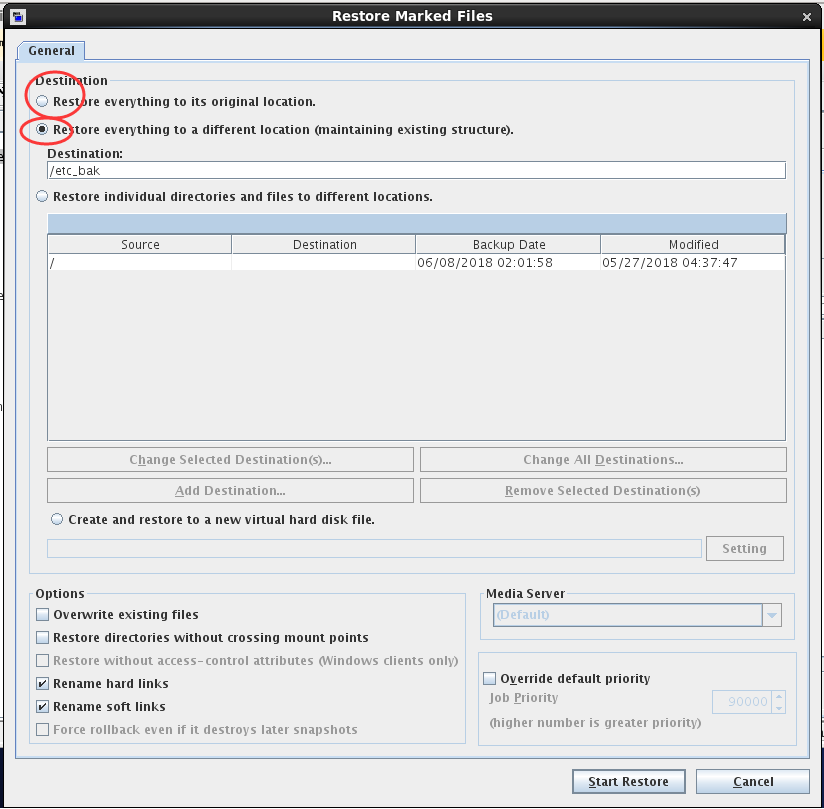 Restore Marked Files
General
Destination
Restore everything to its original location.
Restore everything to a different location (maintaining existing structure).
Destination:
/etc_bak
Restore individual directories and files to different locations.
Source Destination Backup Date Modified
/ 06/08/2018 02:01:58 05/27/2018 04:37:47
Change Selected Destination(s)... Change All Destinations...
Add Destination... Remove Selected Destination(s)
Create and restore to a new virtual hard disk file.
Setting
Options
Overwrite existing files
Restore directories without crossing mount points
Restore without access-control attributes (Windows clients only)
Rename hard links
Rename soft links
Force rollback even if it destroys later snapshots
Media Server
(Default)
Override default priority
Job Priority
90000
(higher number is greater priority)
Start Restore Cancel